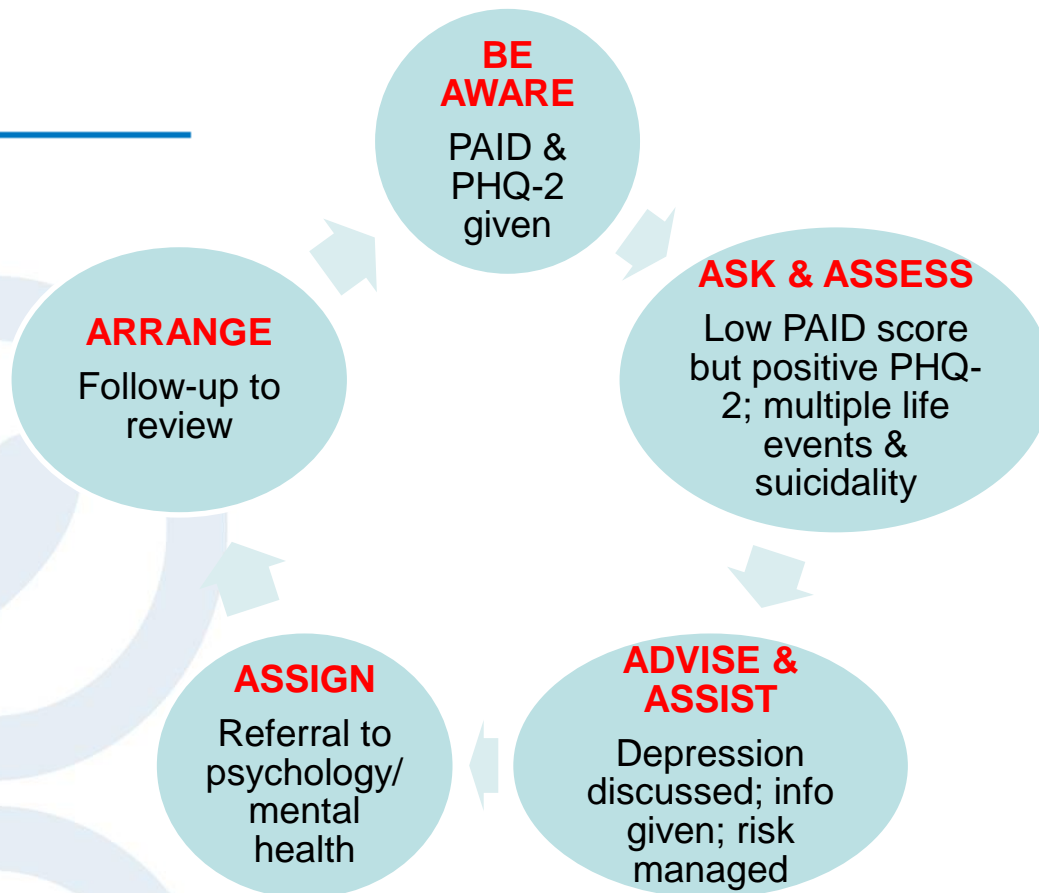 BE
AWARE
PAID &
PHQ-2
given
ASK & ASSESS
Low PAID score
but positive PHQ-
2; multiple life
events &
suicidality
ADVISE &
ASSIST
Depression
discussed; info
given; risk
managed
ASSIGN
Referral to
psychology/
mental
health
ARRANGE
Follow-up to
review